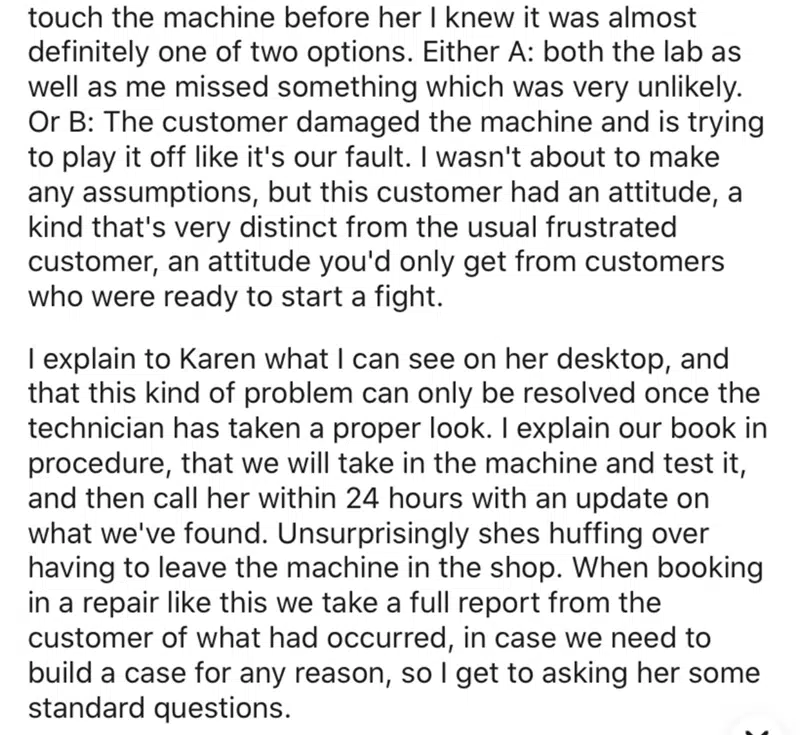 touch the machine before her I knew it was almost
definitely one of two options. Either A: both the lab as
well as me missed something which was very unlikely.
Or B: The customer damaged the machine and is trying
to play it off like it's our fault. I wasn't about to make
any assumptions, but this customer had an attitude, a
kind that's very distinct from the usual frustrated
customer, an attitude you'd only get from customers
who were ready to start a fight.
I explain to Karen what I can see on her desktop, and
that this kind of problem can only be resolved once the
technician has taken a proper look. I explain our book in
procedure, that we will take in the machine and test it,
and then call her within 24 hours with an update on
what we've found. Unsurprisingly shes huffing over
having to leave the machine in the shop. When booking
in a repair like this we take a full report from the
customer of what had occurred, in case we need to
build a case for any reason, so I get to asking her some
standard questions.